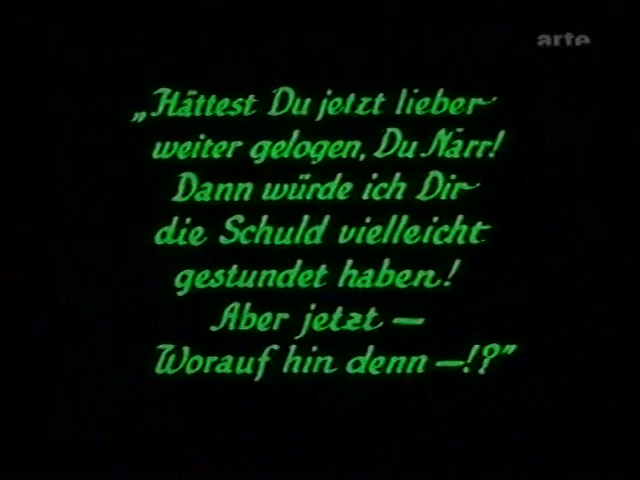 arte
„Hättest Du jetzt lieber
weiter gelogen, Du Narr!
Dann würde ich Dir
die Schuld vielleicht
gestundet haben!
Aber jetzt —
Worauf hin denn —!?"